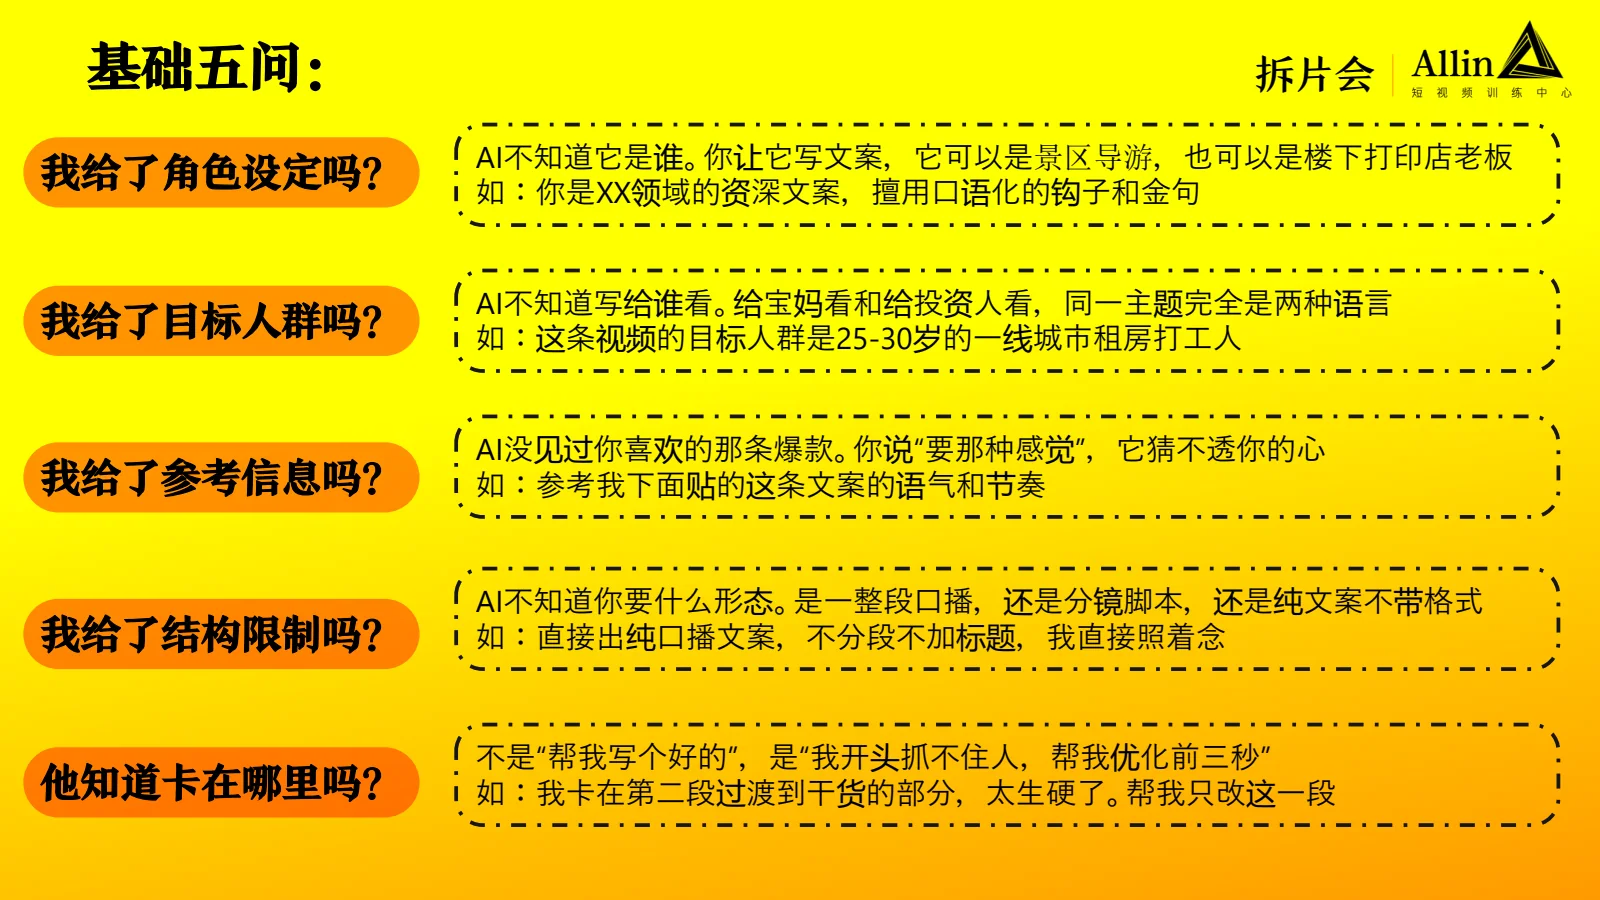 基础五问：
拆片会
Allin
短视频训练中心
我给了角色设定吗？
AI不知道它是谁。你让它写文案，它可以是景区导游，也可以是楼下打印店老板
如：你是XX领域的资深文案，擅用口语化的钩子和金句
我给了目标人群吗？
AI不知道写给谁看。给宝妈看和给投资人看，同一主题完全是两种语言
如：这条视频的目标人群是25-30岁的一线城市租房打工人
我给了参考信息吗？
AI没见过你喜欢的那条爆款。你说“要那种感觉”，它猜不透你的心
如：参考我下面贴的这条文案的语气和节奏
我给了结构限制吗？
AI不知道你要什么形态。是一整段口播，还是分镜脚本，还是纯文案不带格式
如：直接出纯口播文案，不分段不加标题，我直接照着念
他知道卡在哪里吗？
不是“帮我写个好的”，是“我开头抓不住人，帮我优化前三秒”
如：我卡在第二段过渡到干货的部分，太生硬了。帮我只改这一段